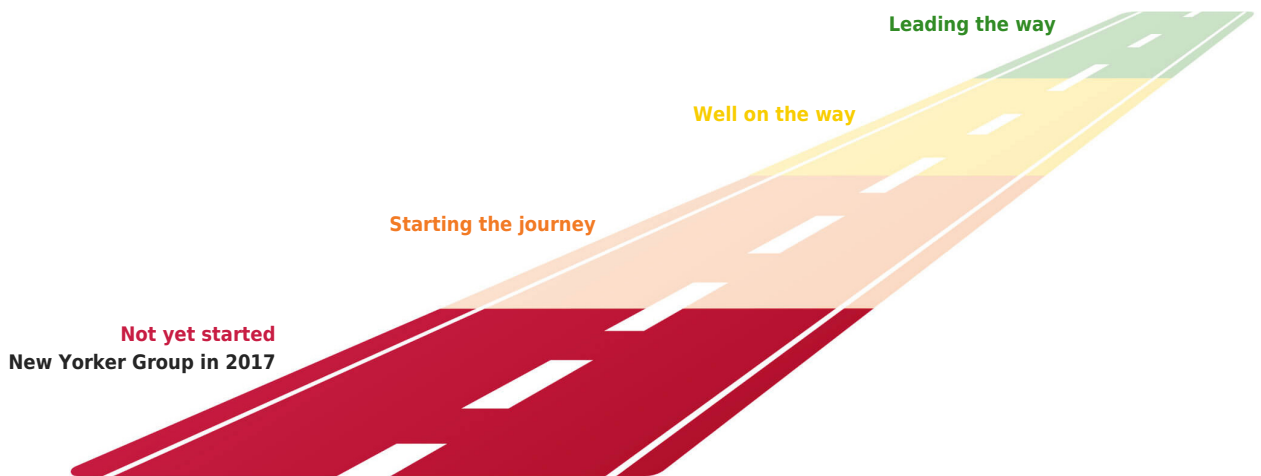 Leading the way
Well on the way
Starting the journey
Not yet started
New Yorker Group in 2017